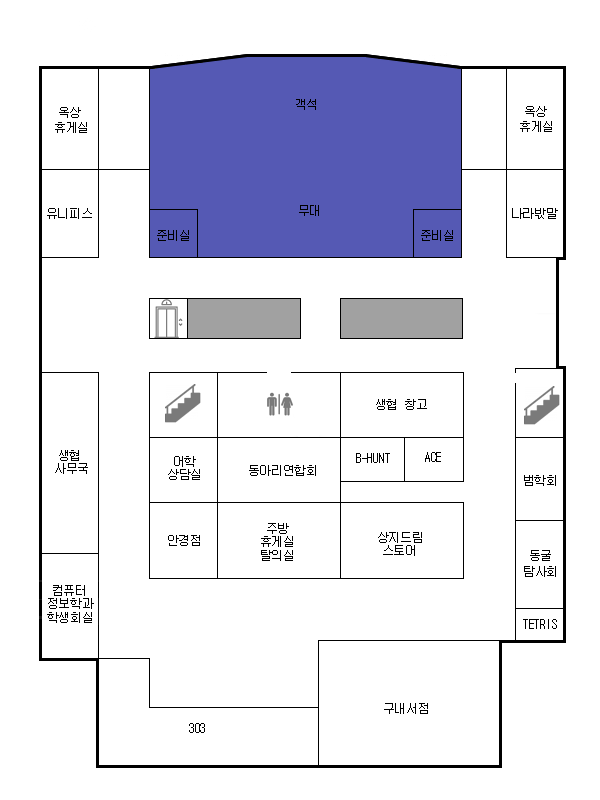 객석
옥상
휴게실
옥상
휴게실
유니피스
무대
나라밧말
준비실
준비실
생협 창고
생협
사무국
어학
상담실
동아리연합회
B-HUNT
ACE
범학회
안경점
주방
휴게실
탈의실
상지드림
스토어
동굴
탐사회
컴퓨터
정보학과
학생회실
TETRIS
구내서점
303